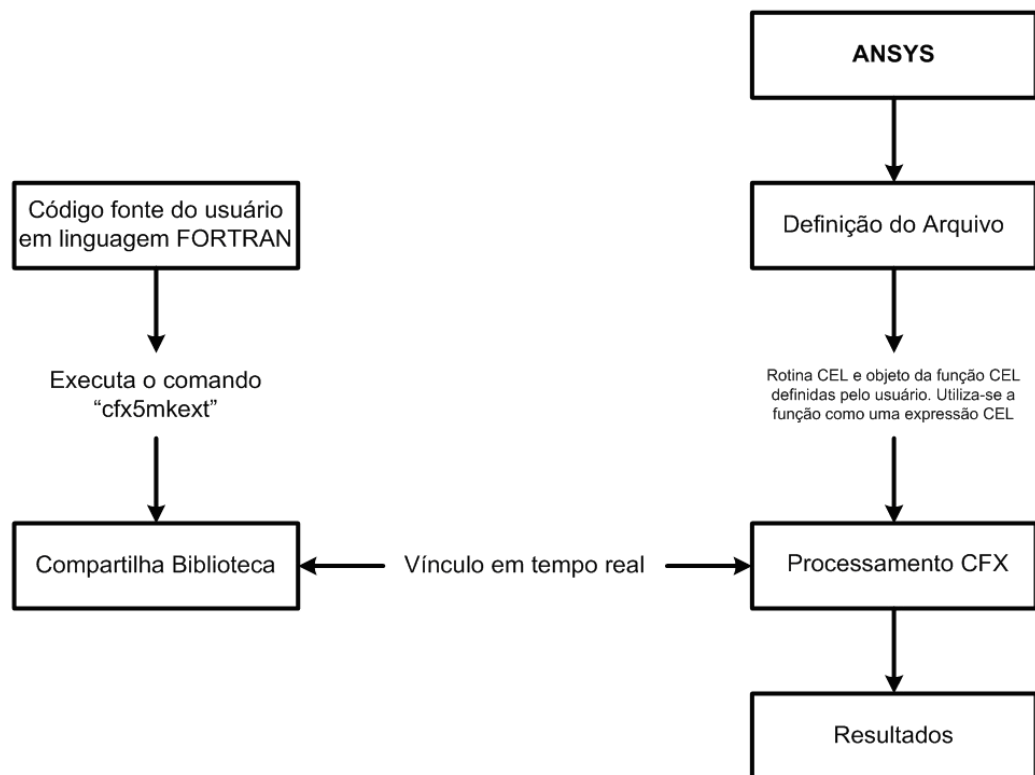 ANSYS
Código fonte do usuário
em linguagem FORTRAN
Definição do Arquivo
Executa o comando
“cfx5mkext”
Rotina CEL e objeto da função CEL
definidas pelo usuário. Utiliza-se a
função como uma expressão CEL
Compartilha Biblioteca
Vínculo em tempo real
Processamento CFX
Resultados